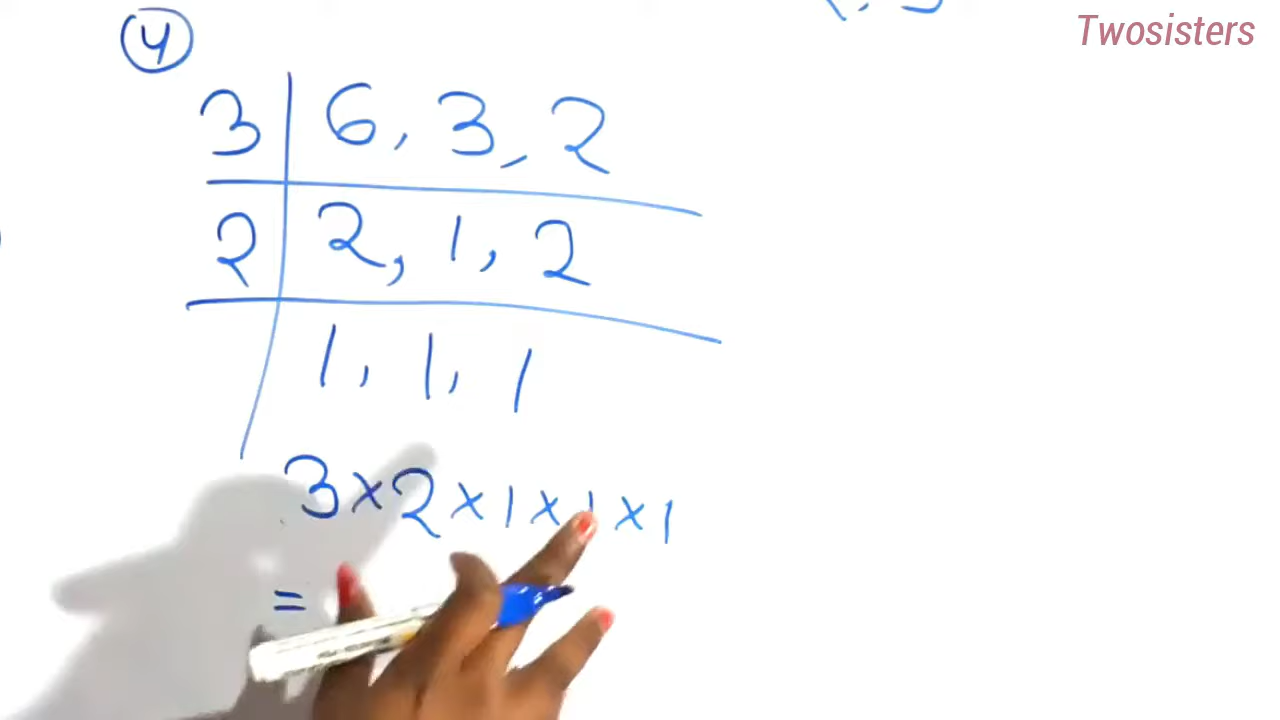 Twosisters
4
3 | 6, 3, 2
2 | 2, 1, 2
1, 1, 1
3 × 2 × 1 × 1 × 1
=